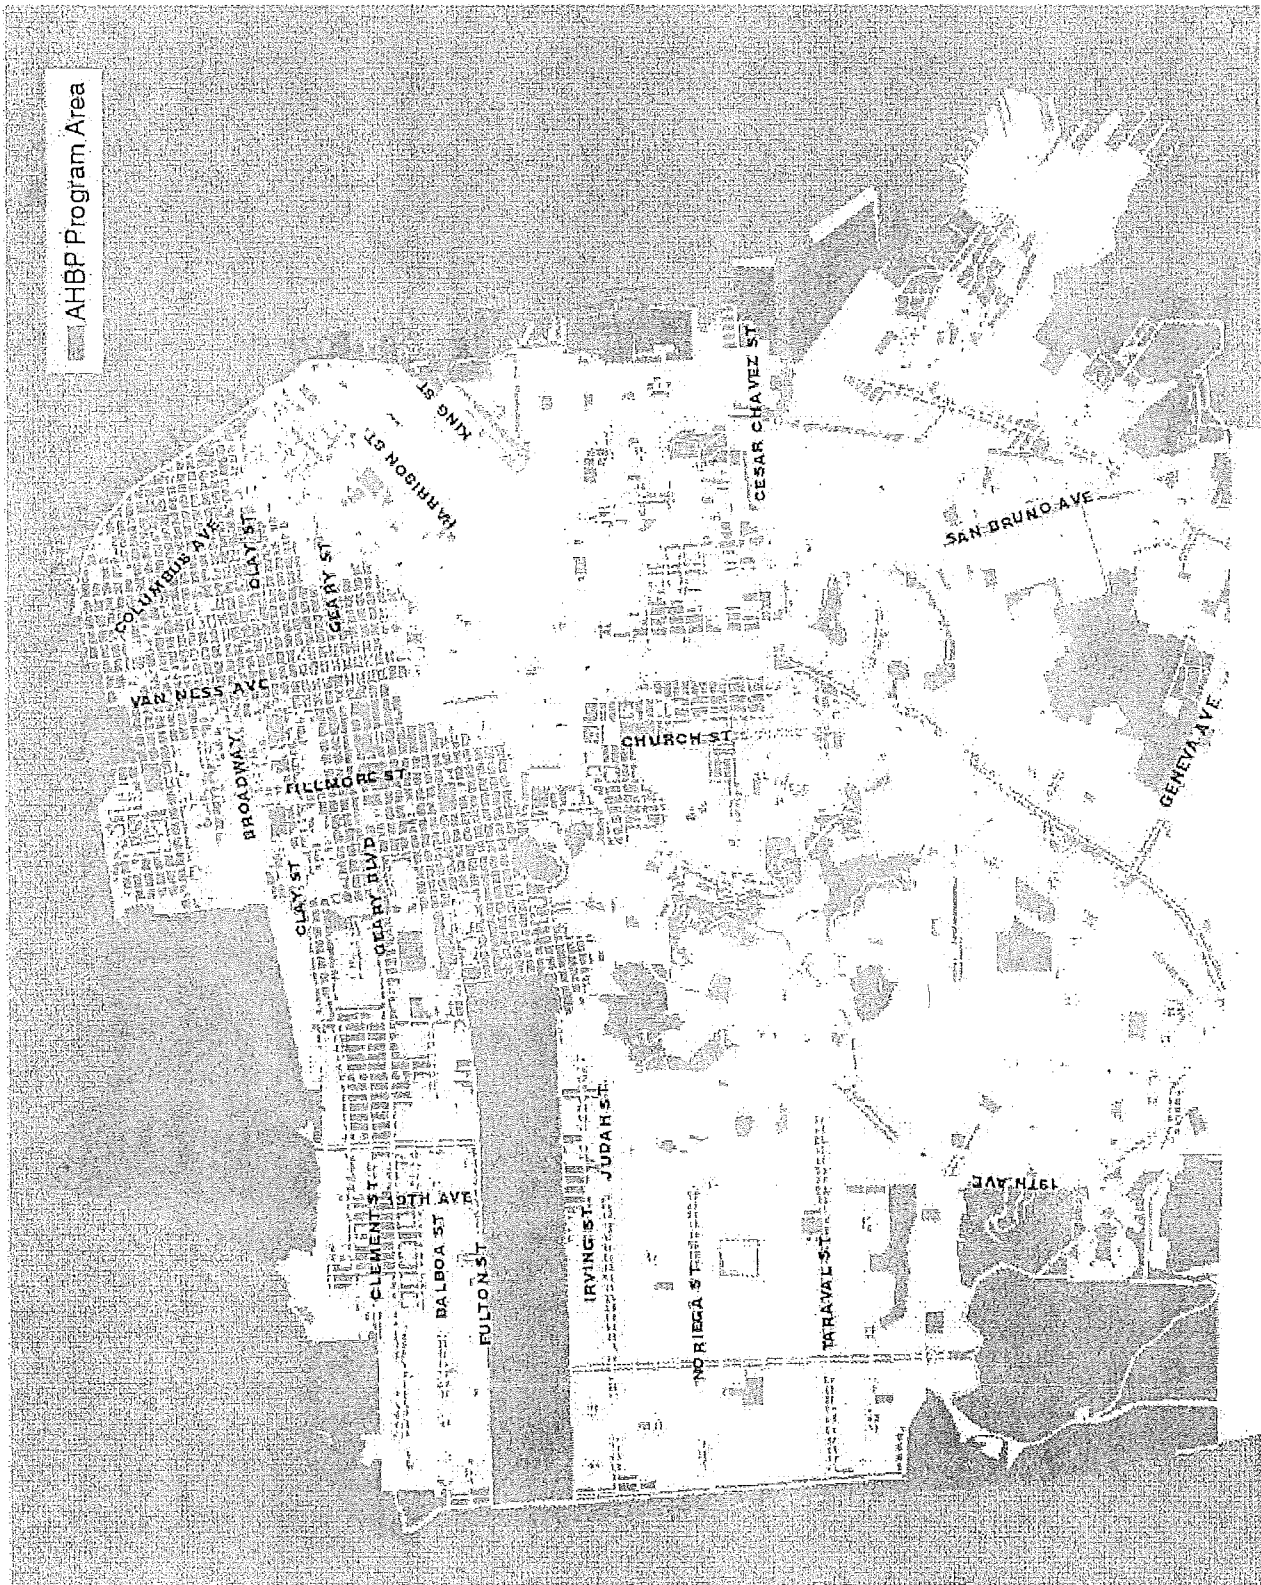 AHBP Program Area
COLUMBUS AVE
CLAY ST
GEARY ST
HARRISON ST
KING ST
VAN NESS AVE
BROADWAY
FILLMORE ST
CLAY ST
GEARY BLVD
CHURCH ST
CESAR CHAVEZ ST
SAN BRUNO AVE
GENEVA AVE
CLEMENT ST
BALBOA ST
FULTON ST
IRVING ST
JUDAH ST
NORIEGA ST
TARAVAL ST
19TH AVE